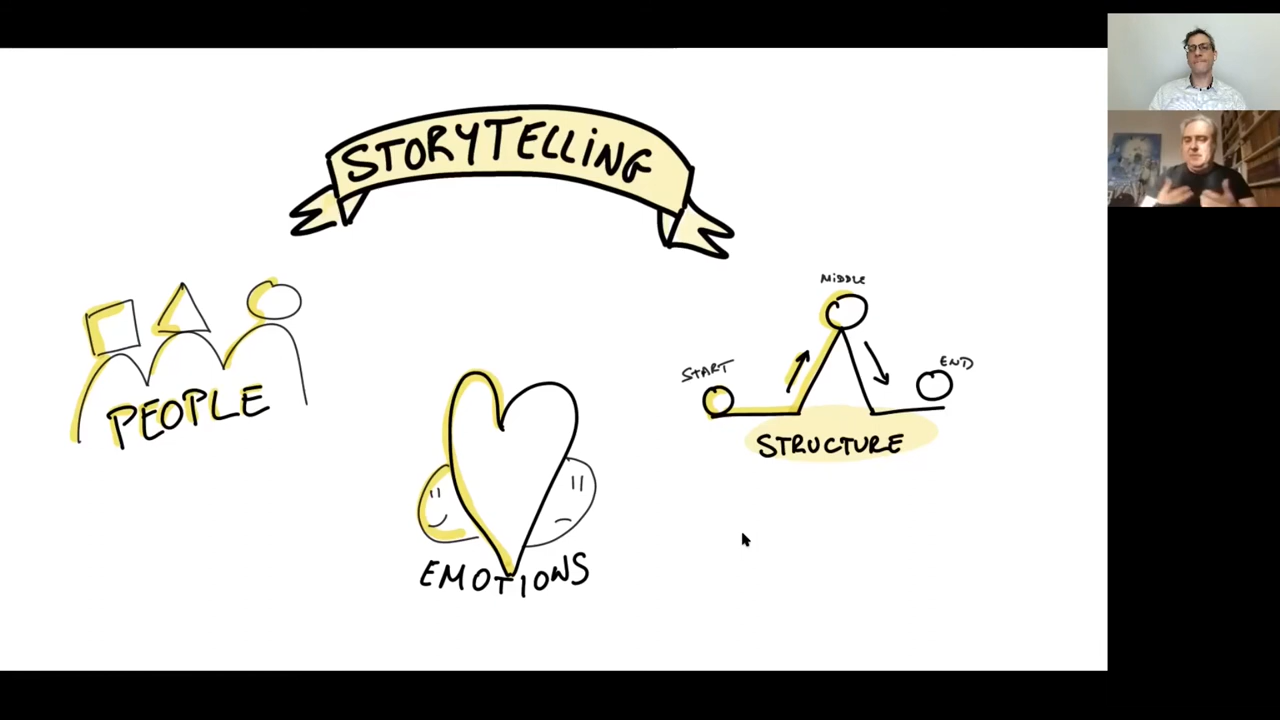 STORYTELLING
PEOPLE
EMOTIONS
MIDDLE
START
END
STRUCTURE